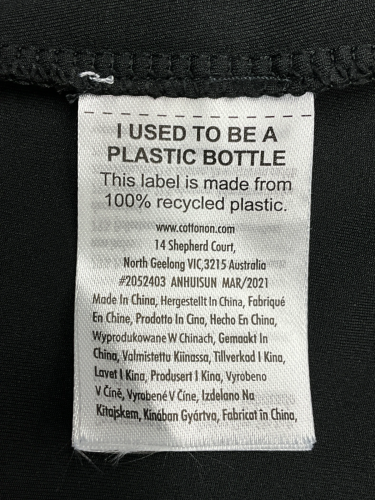 I USED TO BE A
PLASTIC BOTTLE
This label is made from
100% recycled plastic.
www.cottonon.com
14 Shepherd Court,
North Geelong VIC,3215 Australia
#2052403 ANHUISUN MAR/2021
Made In China, Hergestellt In China, Fabriqué
En Chine, Prodotto In Cina, Hecho En China,
Wyprodukowane W Chinach, Gemaakt In
China, Valmistettu Kiinassa, Tillverkad I Kina,
Lavet I Kina, Produsert I Kina, Vyrobeno
V Číně, Vyrobené V Číne, Izdelano Na
Kitajskem, Kínában Gyártva, Fabricat în China,